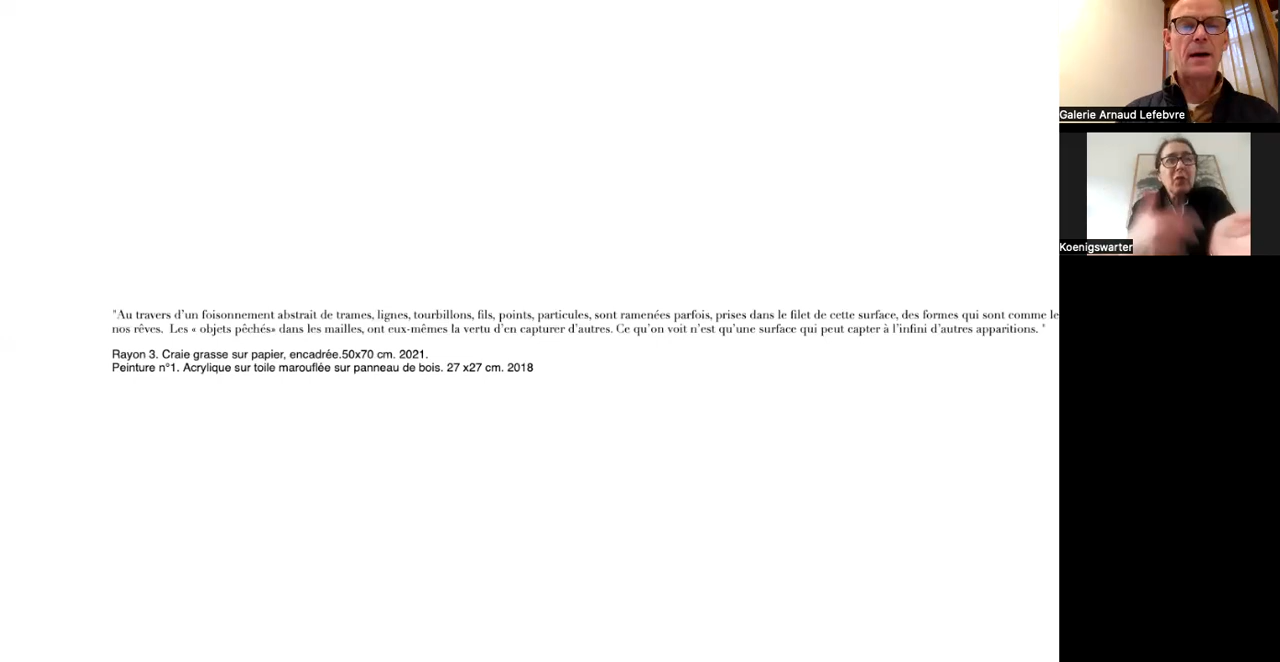 "Au travers d'un foisonnement abstrait de trames, lignes, tourbillons, fils, points, particules, sont ramenées parfois, prises dans le filet de cette surface, des formes qui sont comme le
nos rêves.  Les « objets pêchés» dans les mailles, ont eux-mêmes la vertu d'en capturer d'autres. Ce qu'on voit n'est qu'une surface qui peut capter à l'infini d'autres apparitions. "
Rayon 3. Craie grasse sur papier, encadrée.50x70 cm. 2021.
Peinture n°1. Acrylique sur toile marouflée sur panneau de bois. 27 x27 cm. 2018
Galerie Arnaud Lefebvre
Koenigswarter